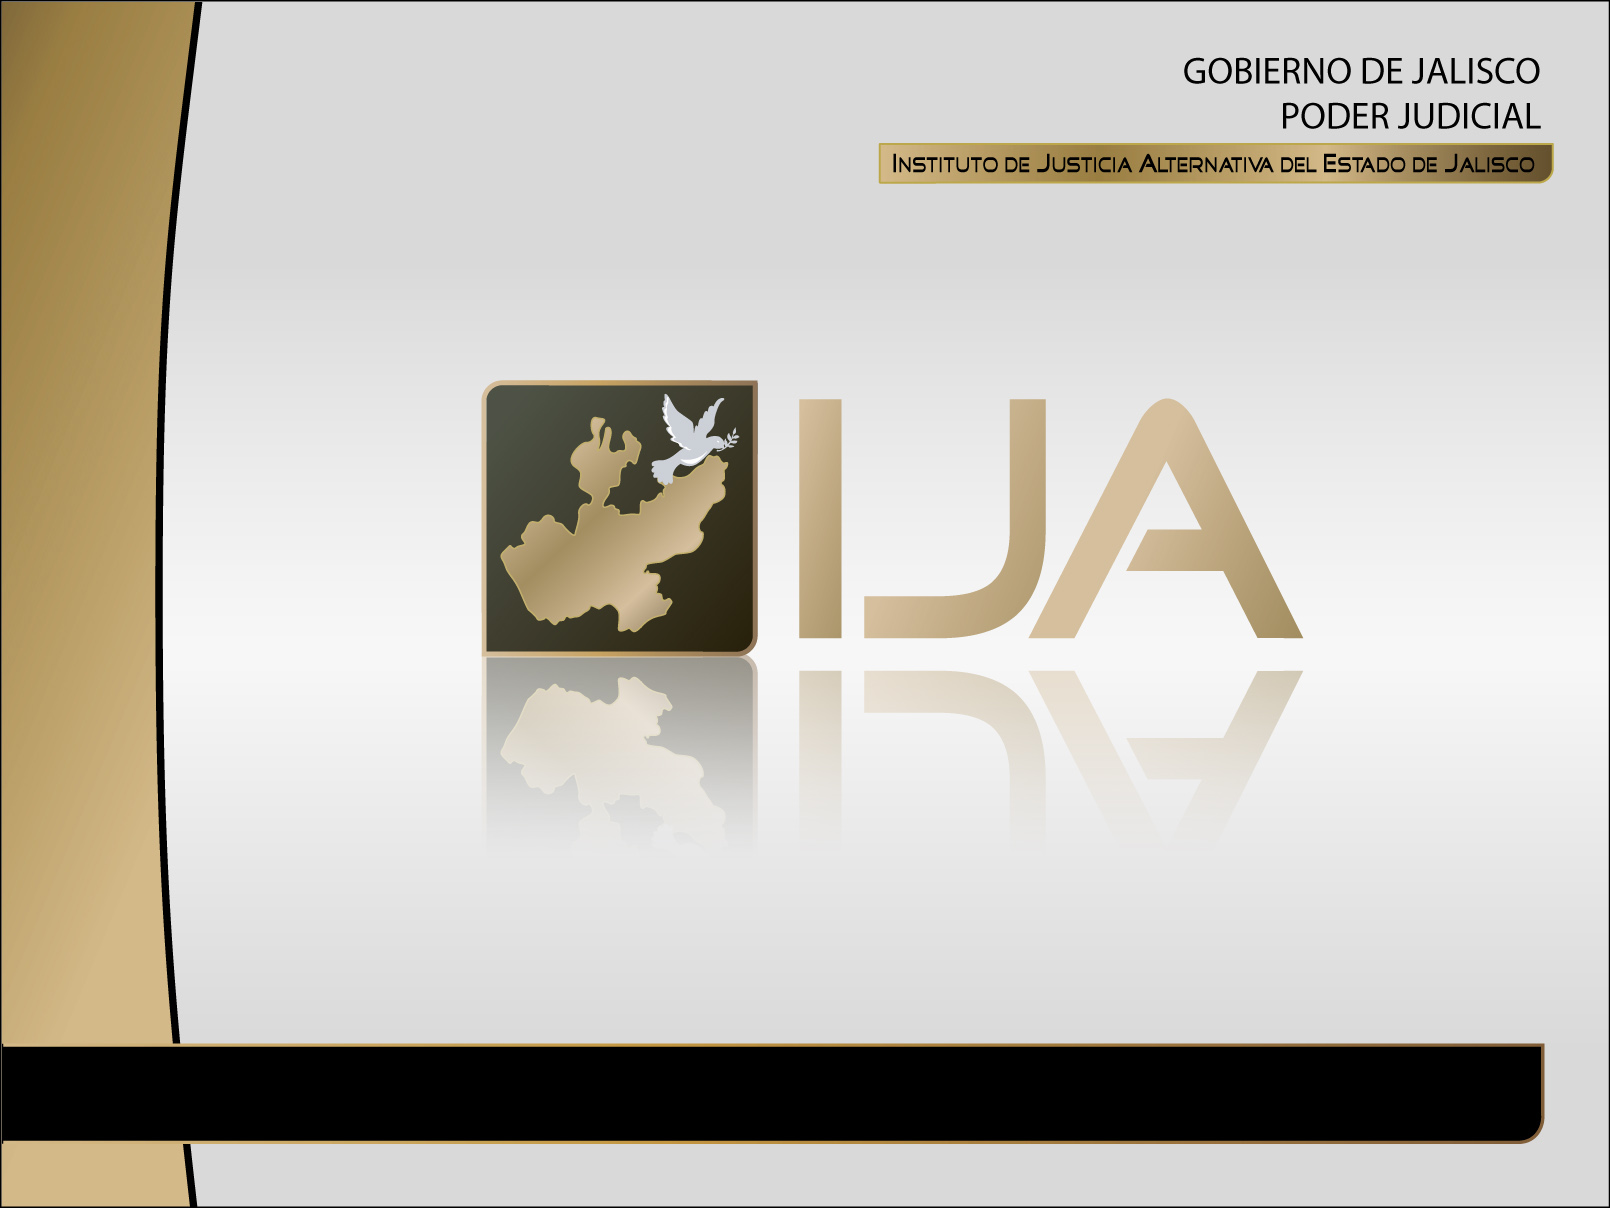 GOBIERNO DE JALISCO
PODER JUDICIAL
INSTITUTO DE JUSTICIA ALTERNATIVA DEL ESTADO DE JALISCO
IJA